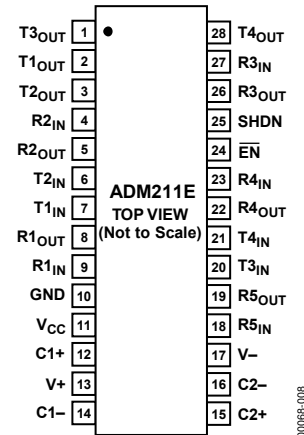 T3OUT 1
T1OUT 2
T2OUT 3
R2IN 4
R2OUT 5
T2IN 6
T1IN 7
R1OUT 8
R1IN 9
GND 10
VCC 11
C1+ 12
V+ 13
C1– 14
ADM211E
TOP VIEW
(Not to Scale)
28 T4OUT
27 R3IN
26 R3OUT
25 SHDN
24 E̅N̅
23 R4IN
22 R4OUT
21 T4IN
20 T3IN
19 R5OUT
18 R5IN
17 V–
16 C2–
15 C2+
00068-008